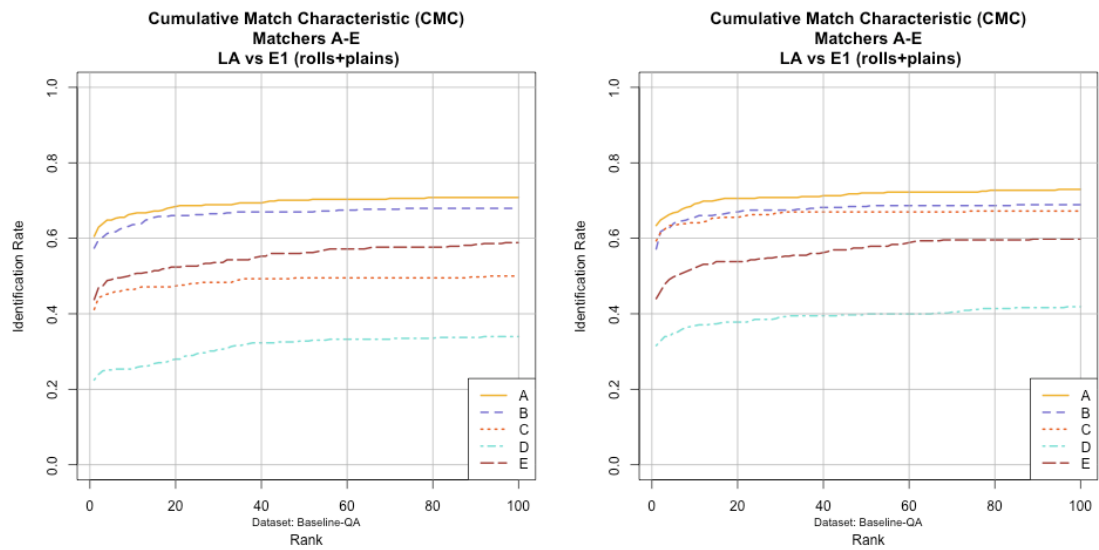 Cumulative Match Characteristic (CMC)
Matchers A-E
LA vs E1 (rolls+plains)
Identification Rate
1.0
0.8
0.6
0.4
0.2
0.0
A
B
C
D
E
0 20 40 60 80 100
Dataset: Baseline-QA
Rank
Cumulative Match Characteristic (CMC)
Matchers A-E
LA vs E1 (rolls+plains)
Identification Rate
1.0
0.8
0.6
0.4
0.2
0.0
A
B
C
D
E
0 20 40 60 80 100
Dataset: Baseline-QA
Rank